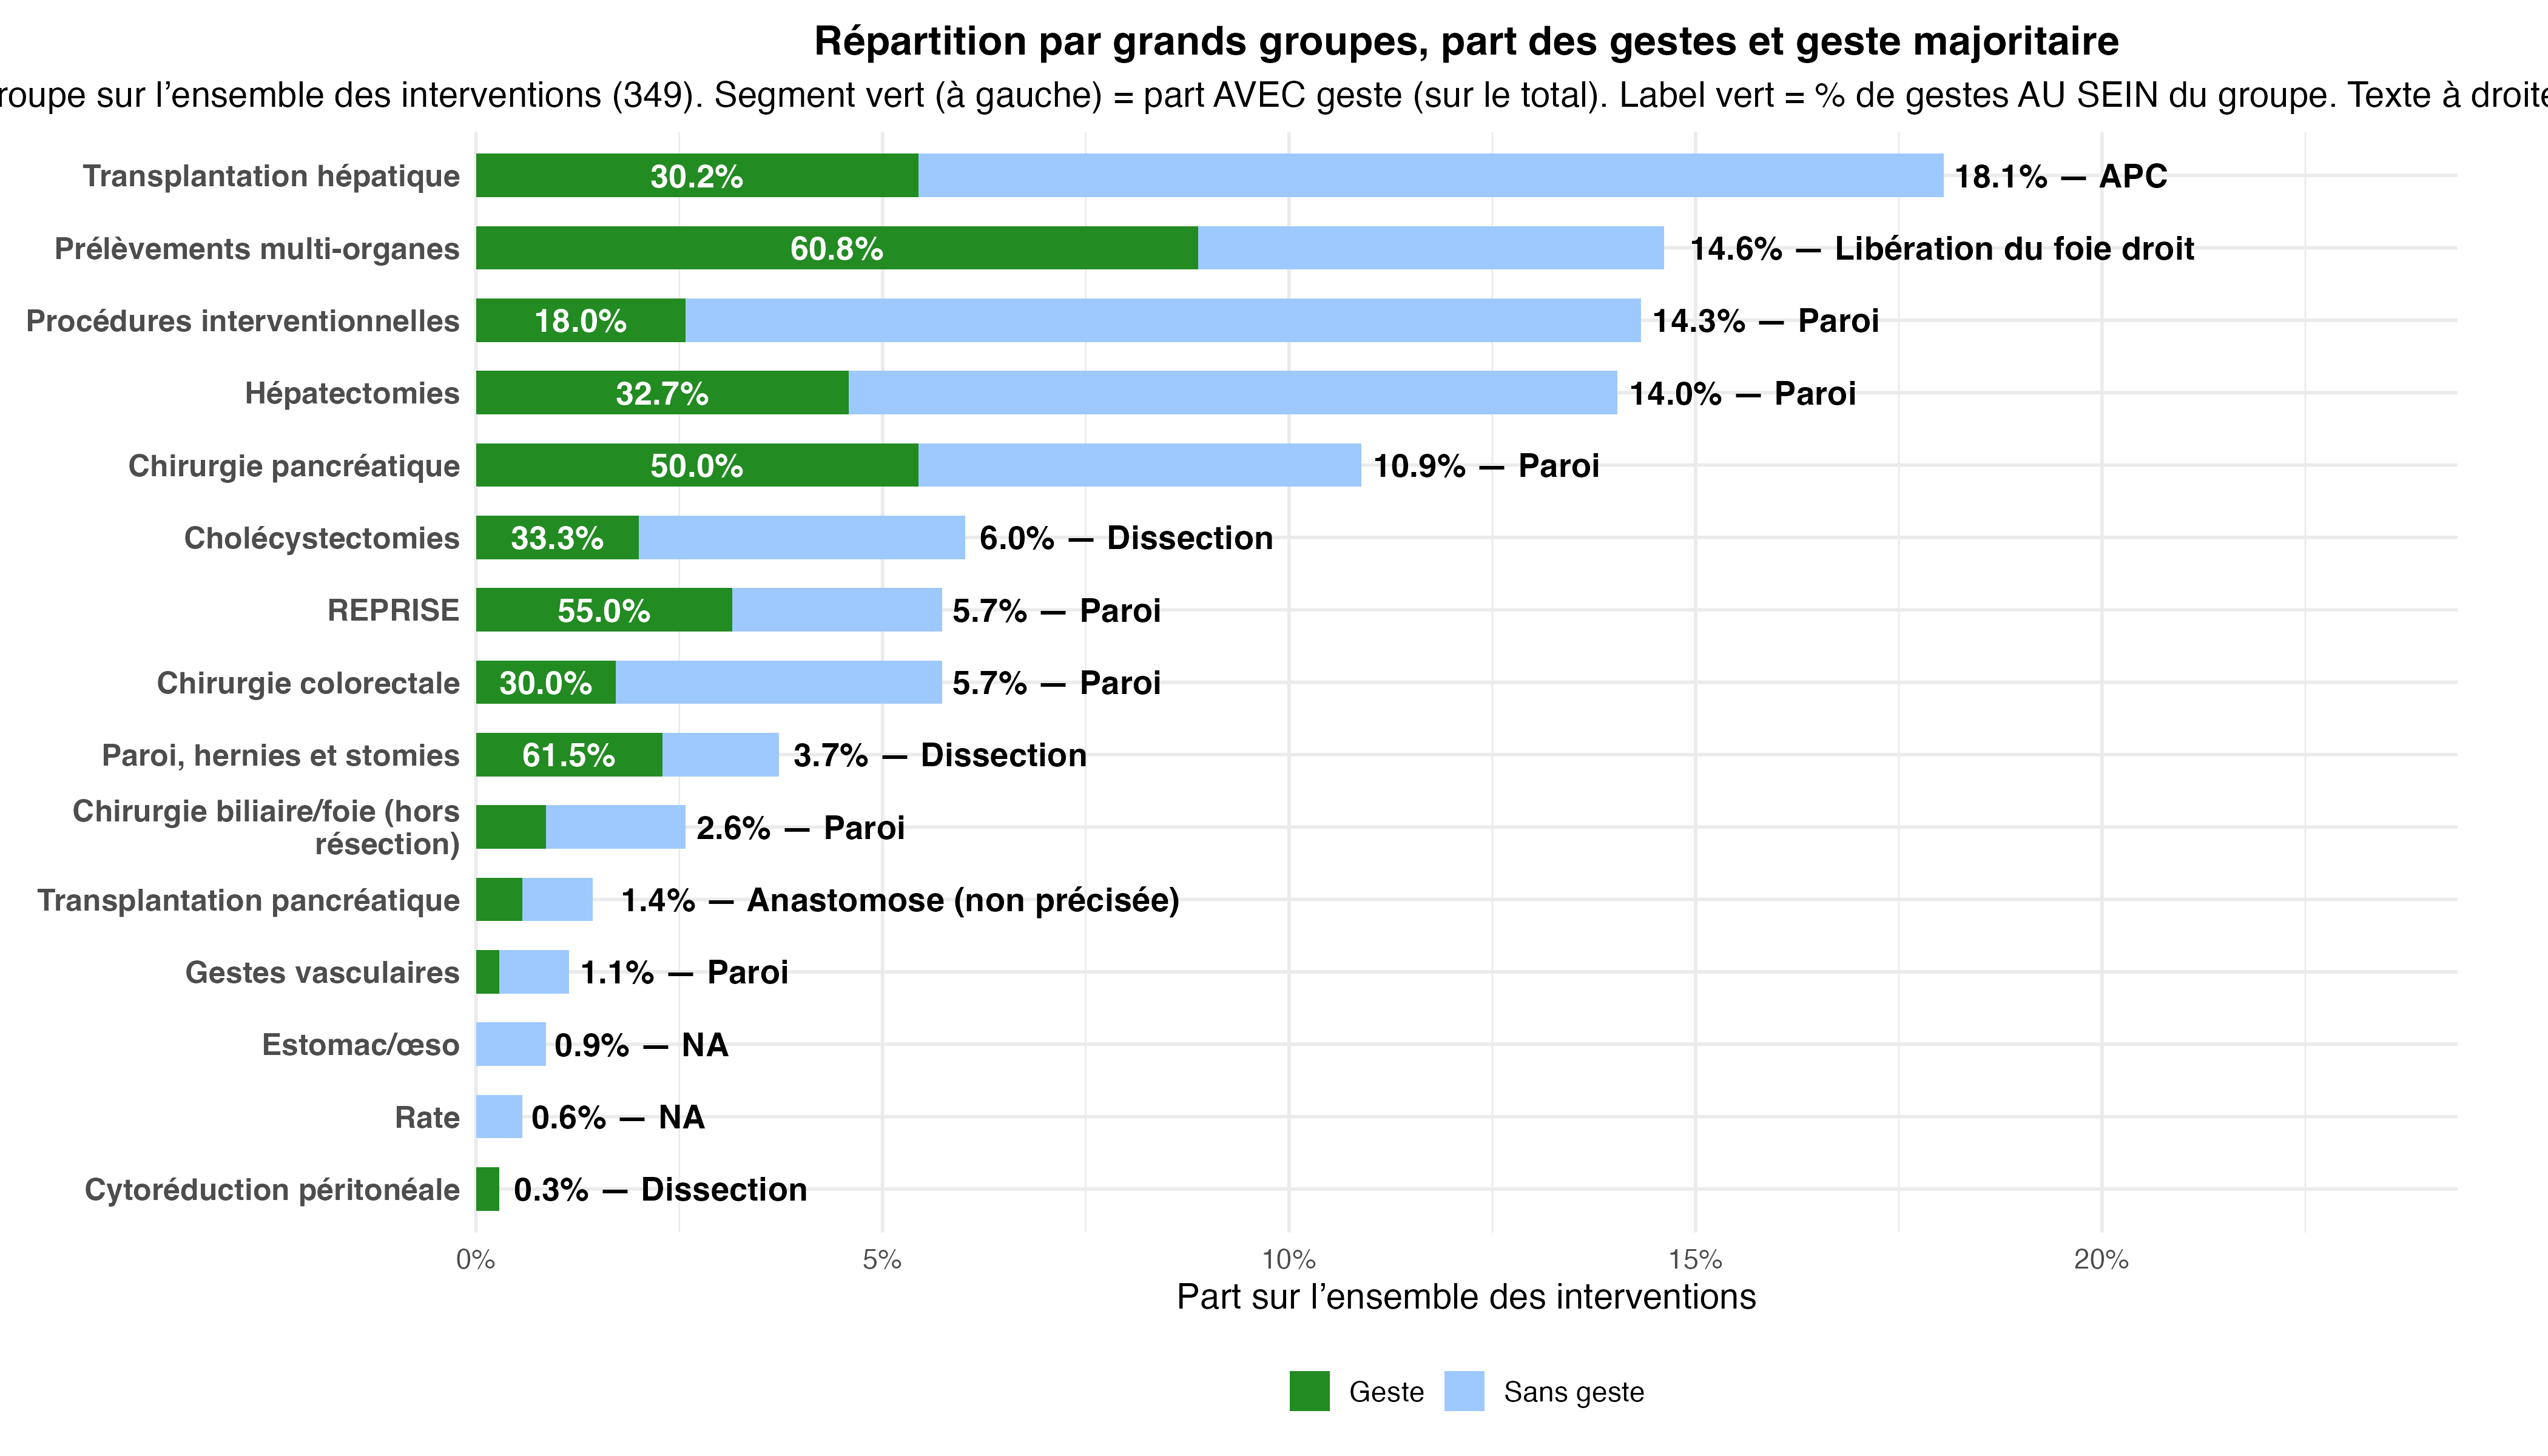 Répartition par grands groupes, part des gestes et geste majoritaire
roupe sur l’ensemble des interventions (349). Segment vert (à gauche) = part AVEC geste (sur le total). Label vert = % de gestes AU SEIN du groupe. Texte à droite
Transplantation hépatique 30.2% 18.1% — APC
Prélèvements multi-organes 60.8% 14.6% — Libération du foie droit
Procédures interventionnelles 18.0% 14.3% — Paroi
Hépatectomies 32.7% 14.0% — Paroi
Chirurgie pancréatique 50.0% 10.9% — Paroi
Cholécystectomies 33.3% 6.0% — Dissection
REPRISE 55.0% 5.7% — Paroi
Chirurgie colorectale 30.0% 5.7% — Paroi
Paroi, hernies et stomies 61.5% 3.7% — Dissection
Chirurgie biliaire/foie (hors
résection) 2.6% — Paroi
Transplantation pancréatique 1.4% — Anastomose (non précisée)
Gestes vasculaires 1.1% — Paroi
Estomac/œso 0.9% — NA
Rate 0.6% — NA
Cytoréduction péritonéale 0.3% — Dissection
0% 5% 10% 15% 20%
Part sur l’ensemble des interventions
Geste Sans geste